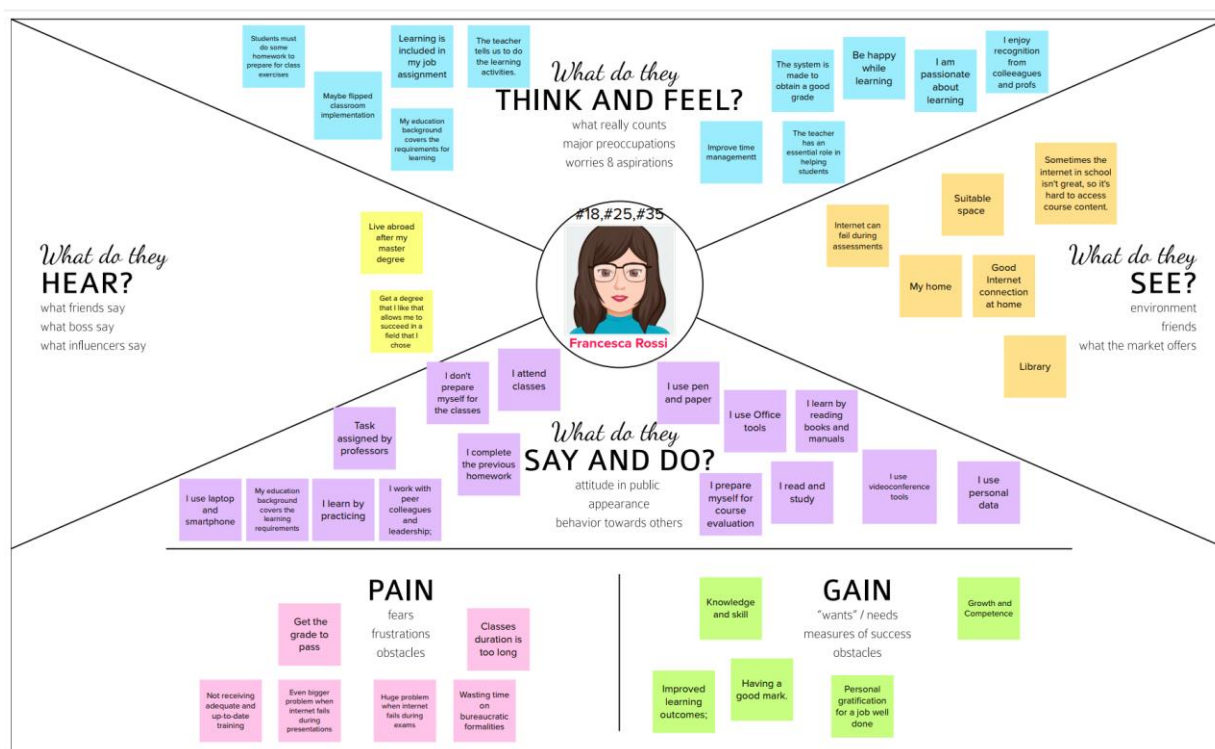 Students must
do some
homework to
prepare for class
exercises
Maybe flipped
classroom
implementation
Learning is
included in
my job
assignment
My education
background
covers the
requirements for
learning
The teacher
tells us to do
the learning
activities.
What do they
THINK AND FEEL?
what really counts
major preoccupations
worries & aspirations
The system is
made to
obtain a good
grade
Be happy
while
learning
I am
passionate
about
learning
I enjoy
recognition
from
colleeagues
and profs
Improve time
managementt
The teacher
has an
essential role in
helping
students
What do they
HEAR?
what friends say
what boss say
what influencers say
Live abroad
after my
master
degree
Get a degree
that I like that
allows me to
succeed in a
field that I
chose
#18,#25,#35
Francesca Rossi
Internet can
fail during
assessments
Suitable
space
Sometimes the
internet in school
isn't great, so it's
hard to access
course content.
My home
Good
Internet
connection
at home
Library
What do they
SEE?
environment
friends
what the market offers
I don't
prepare
myself for
the classes
I attend
classes
Task
assigned by
professors
I complete
the previous
homework
I use laptop
and
smartphone
My education
background
covers the
learning
requirements
I learn by
practicing
I work with
peer
colleagues
and
leadership;
What do they
SAY AND DO?
attitude in public
appearance
behavior towards others
I use pen
and paper
I use Office
tools
I learn by
reading
books and
manuals
I prepare
myself for
course
evaluation
I read and
study
I use
videoconference
tools
I use
personal
data
PAIN
fears
frustrations
obstacles
Get the
grade to
pass
Classes
duration is
too long
Not receiving
adequate and
up-to-date
training
Even bigger
problem when
internet fails
during
presentations
Huge problem
when internet
fails during
exams
Wasting time
on
bureaucratic
formalities
GAIN
"wants" / needs
measures of success
obstacles
Knowledge
and skill
Growth and
Competence
Improved
learning
outcomes;
Having a
good mark.
Personal
gratification
for a job well
done